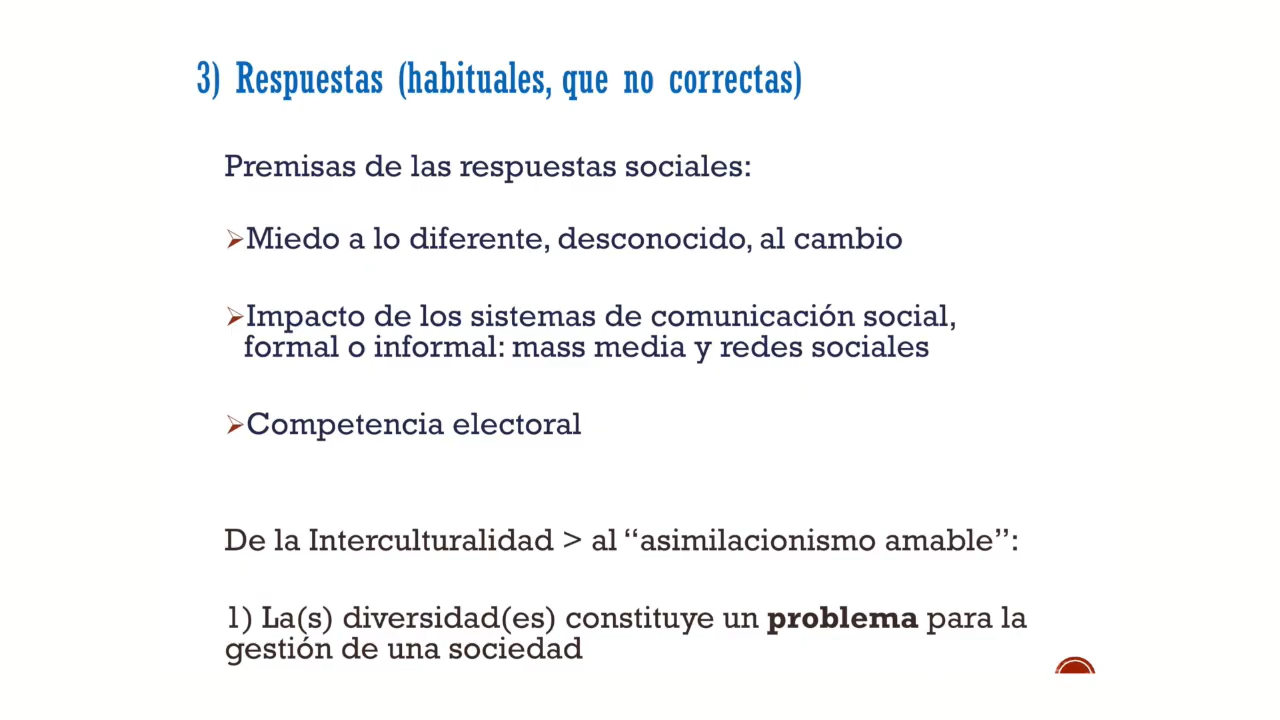 3) Respuestas (habituales, que no correctas)
Premisas de las respuestas sociales:
➢Miedo a lo diferente, desconocido, al cambio
➢Impacto de los sistemas de comunicación social,
formal o informal: mass media y redes sociales
➢Competencia electoral
De la Interculturalidad > al “asimilacionismo amable”:
1) La(s) diversidad(es) constituye un problema para la
gestión de una sociedad